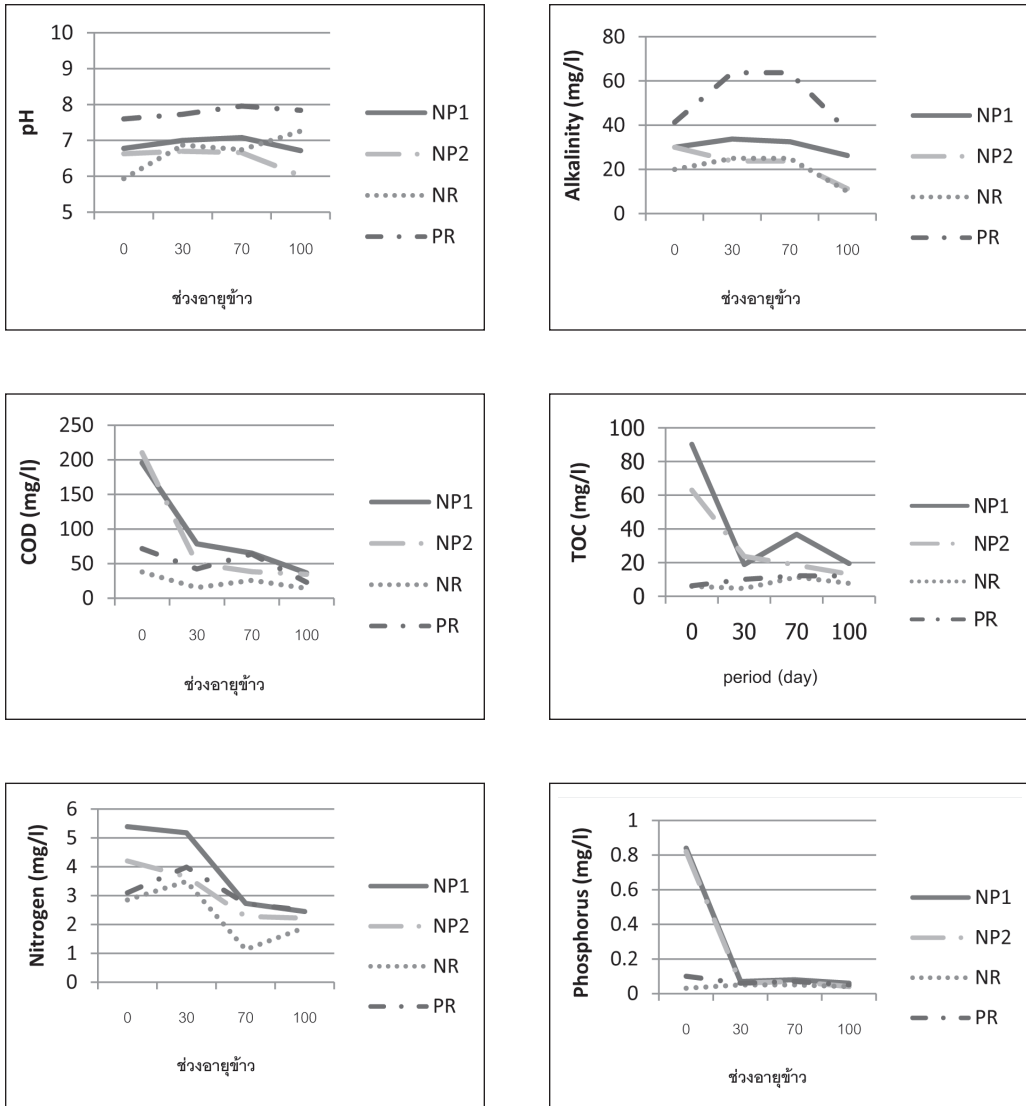 pH
10
9
8
7
6
5
0 30 70 100
ช่วงอายุข้าว
NP1
NP2
NR
PR
Alkalinity (mg/l)
80
60
40
20
0
0 30 70 100
ช่วงอายุข้าว
NP1
NP2
NR
PR
COD (mg/l)
250
200
150
100
50
0
0 30 70 100
ช่วงอายุข้าว
NP1
NP2
NR
PR
TOC (mg/l)
100
80
60
40
20
0
0 30 70 100
period (day)
NP1
NP2
NR
PR
Nitrogen (mg/l)
6
5
4
3
2
1
0
0 30 70 100
ช่วงอายุข้าว
NP1
NP2
NR
PR
Phosphorus (mg/l)
1
0.8
0.6
0.4
0.2
0
0 30 70 100
ช่วงอายุข้าว
NP1
NP2
NR
PR